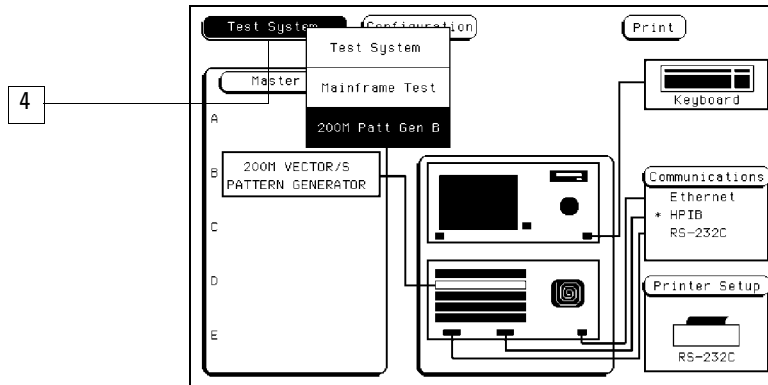 Test System
Configuration
Print
Test System
Mainframe Test
200M Patt Gen B
Master
4
A
B
200M VECTOR/S
PATTERN GENERATOR
C
D
E
Keyboard
Communications
Ethernet
* HPIB
RS-232C
Printer Setup
RS-232C